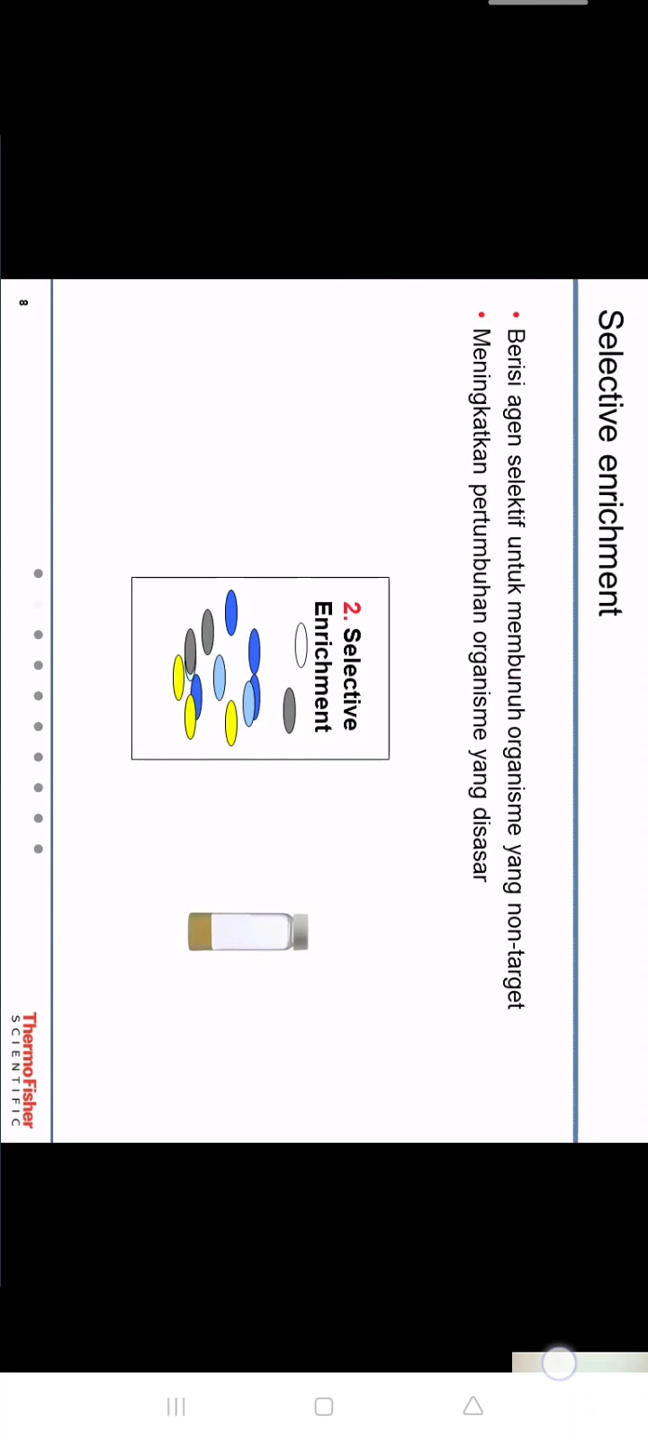 Selective enrichment
• Berisi agen selektif untuk membunuh organisme yang non-target
• Meningkatkan pertumbuhan organisme yang disasar
2. Selective
Enrichment
8
ThermoFisher
SCIENTIFIC